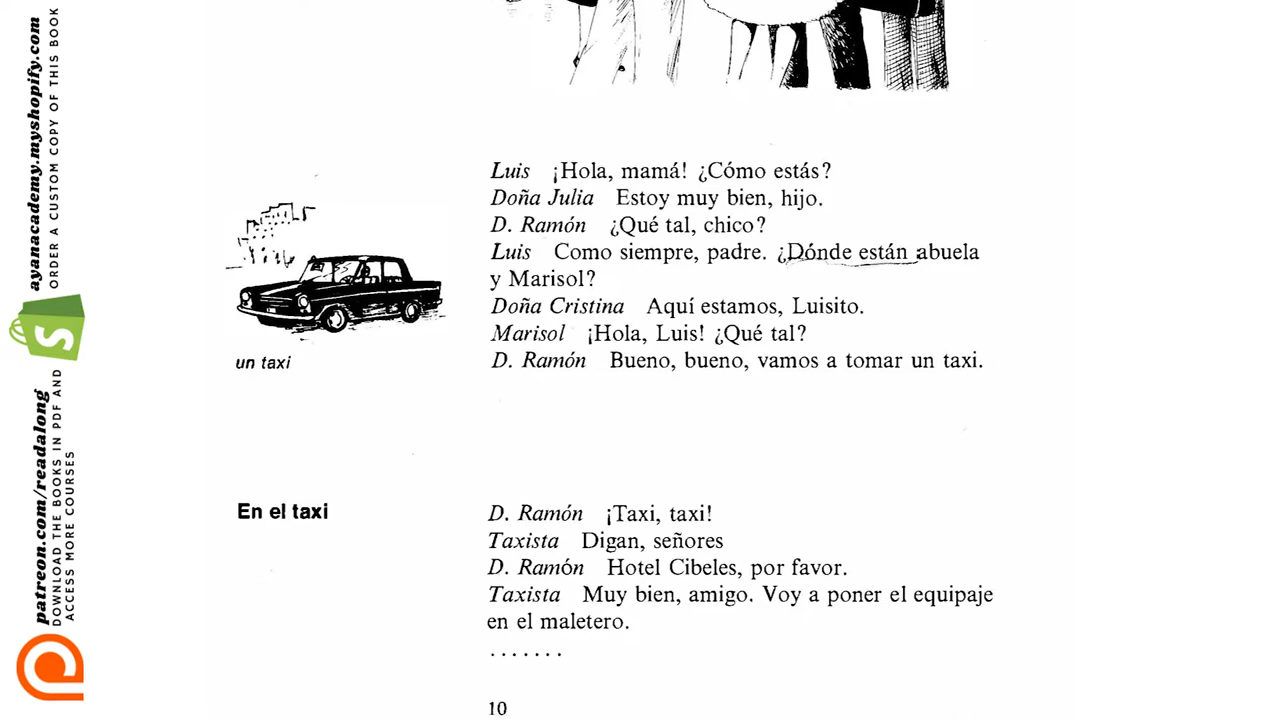 ayanacademy.myshopify.com
ORDER A CUSTOM COPY OF THIS BOOK
patreon.com/readalong
DOWNLOAD THE BOOKS IN PDF AND
ACCESS MORE COURSES
Luis ¡Hola, mamá! ¿Cómo estás?
Doña Julia Estoy muy bien, hijo.
D. Ramón ¿Qué tal, chico?
Luis Como siempre, padre. ¿Dónde están abuela
y Marisol?
Doña Cristina Aquí estamos, Luisito.
Marisol ¡Hola, Luis! ¿Qué tal?
D. Ramón Bueno, bueno, vamos a tomar un taxi.
un taxi
En el taxi
D. Ramón ¡Taxi, taxi!
Taxista Digan, señores
D. Ramón Hotel Cibeles, por favor.
Taxista Muy bien, amigo. Voy a poner el equipaje
en el maletero.
.......
10